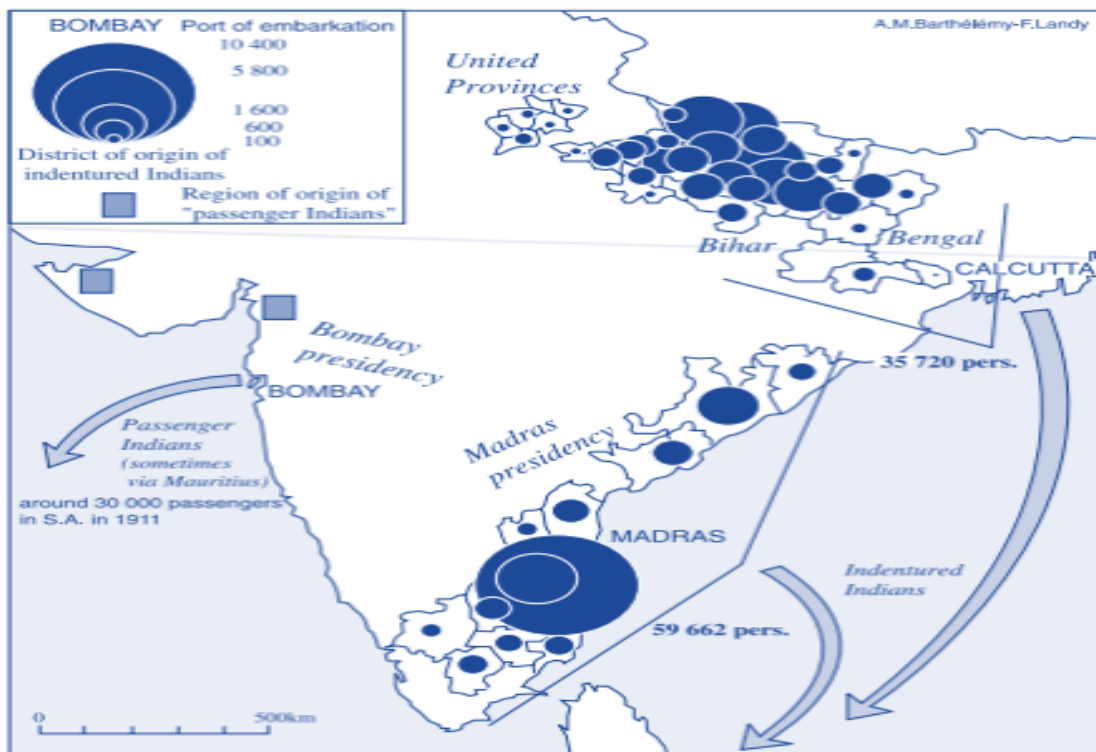 BOMBAY Port of embarkation
10 400
5 800
1 600
600
100
District of origin of
indentured Indians
Region of origin of
"passenger Indians"
A.M.Barthélémy-F.Landy
United
Provinces
Bihar
Bengal
CALCUTTA
35 720 pers.
Bombay
presidency
BOMBAY
Passenger
Indians
(sometimes
via Mauritius)
around 30 000 passengers
in S.A. in 1911
Madras
presidency
MADRAS
59 662 pers.
Indentured
Indians
0 500km